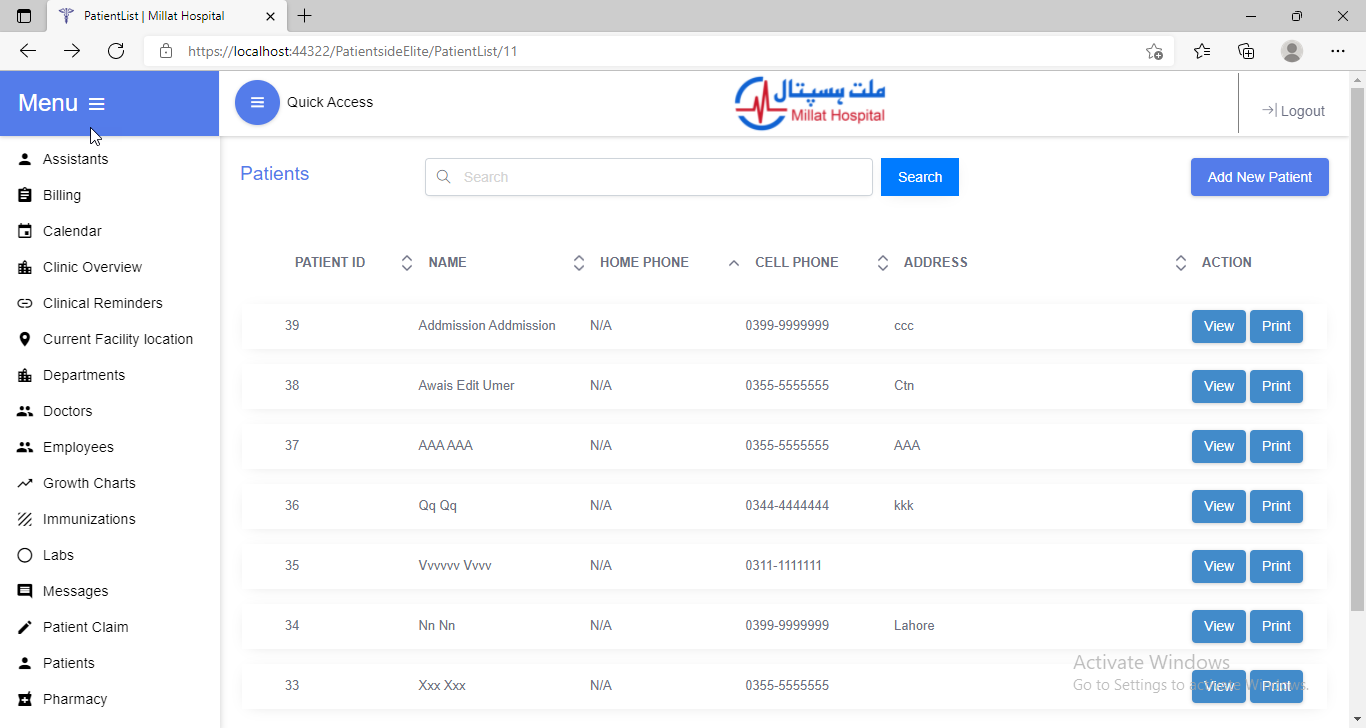 PatientList | Millat Hospital
https://localhost:44322/PatientsideElite/PatientList/11
Menu
Quick Access
ملت ہسپتال
Millat Hospital
Logout
Assistants
Billing
Calendar
Clinic Overview
Clinical Reminders
Current Facility location
Departments
Doctors
Employees
Growth Charts
Immunizations
Labs
Messages
Patient Claim
Patients
Pharmacy
Patients
Search
Search
Add New Patient
PATIENT ID NAME HOME PHONE CELL PHONE ADDRESS ACTION
39 Addmission Addmission N/A 0399-9999999 ccc View Print
38 Awais Edit Umer N/A 0355-5555555 Ctn View Print
37 AAA AAA N/A 0355-5555555 AAA View Print
36 Qq Qq N/A 0344-4444444 kkk View Print
35 Vvvvvv Vvvv N/A 0311-1111111 View Print
34 Nn Nn N/A 0399-9999999 Lahore View Print
33 Xxx Xxx N/A 0355-5555555 View Print
Activate Windows
Go to Settings to activate Windows.